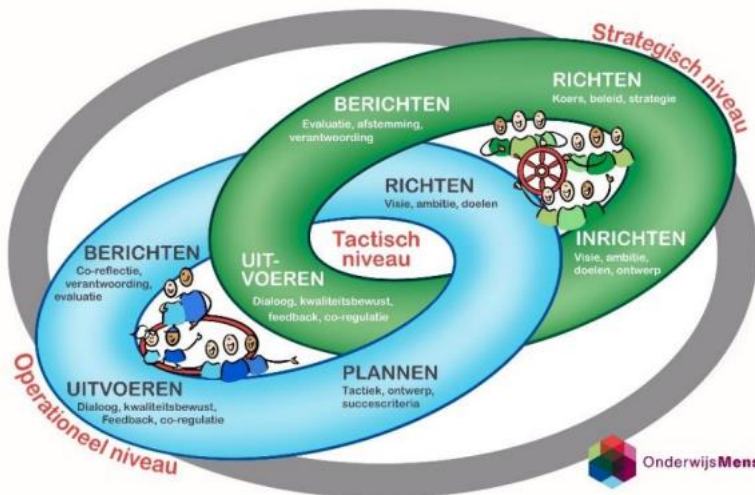 Strategisch niveau
RICHTEN
Koers, beleid, strategie
BERICHTEN
Evaluatie, afstemming,
verantwoording
RICHTEN
Visie, ambitie, doelen
INRICHTEN
Visie, ambitie,
doelen, ontwerp
Tactisch
niveau
UIT-
VOEREN
Dialoog, kwaliteitsbewust,
feedback, co-regulatie
BERICHTEN
Co-reflectie,
verantwoording,
evaluatie
PLANNEN
Tactiek, ontwerp,
succescriteria
UITVOEREN
Dialoog, kwaliteitsbewust,
Feedback, co-regulatie
Operationeel niveau
OnderwijsMens